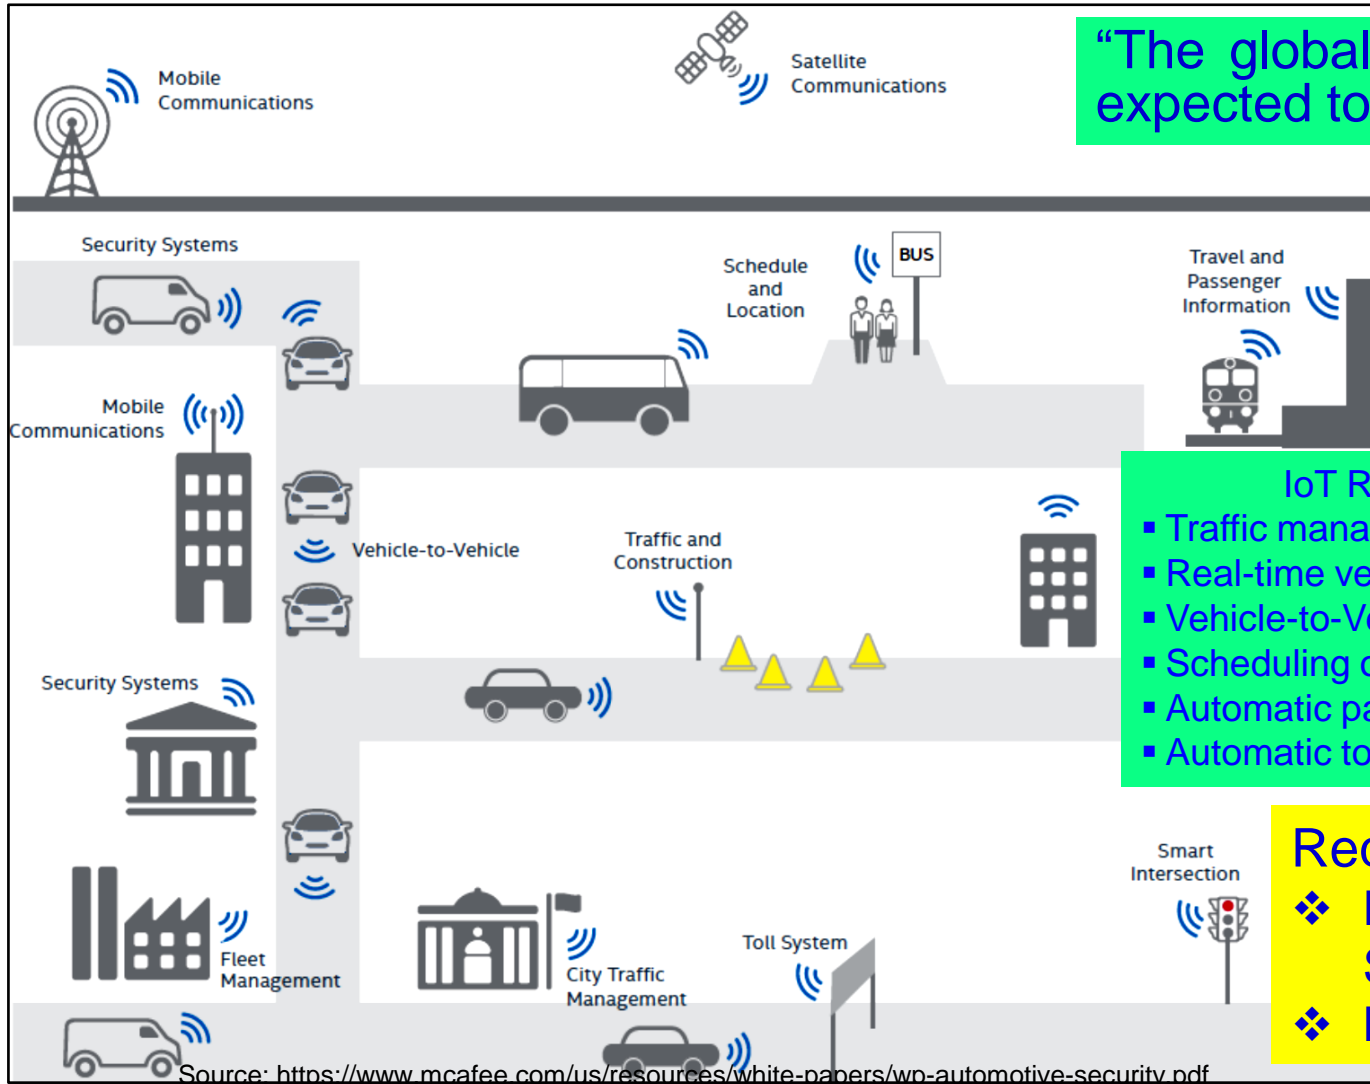 Mobile
Communications
Satellite
Communications
“The global
expected to
Security Systems
Schedule
and
Location
BUS
Travel and
Passenger
Information
Mobile
Communications
Vehicle-to-Vehicle
Traffic and
Construction
IoT R
▪ Traffic mana
▪ Real-time ve
▪ Vehicle-to-Ve
▪ Scheduling
▪ Automatic pa
▪ Automatic to
Security Systems
Fleet
Management
City Traffic
Management
Toll System
Smart
Intersection
Source: https://www.mcafee.com/us/resources/white-papers/wp-automotive-security.pdf